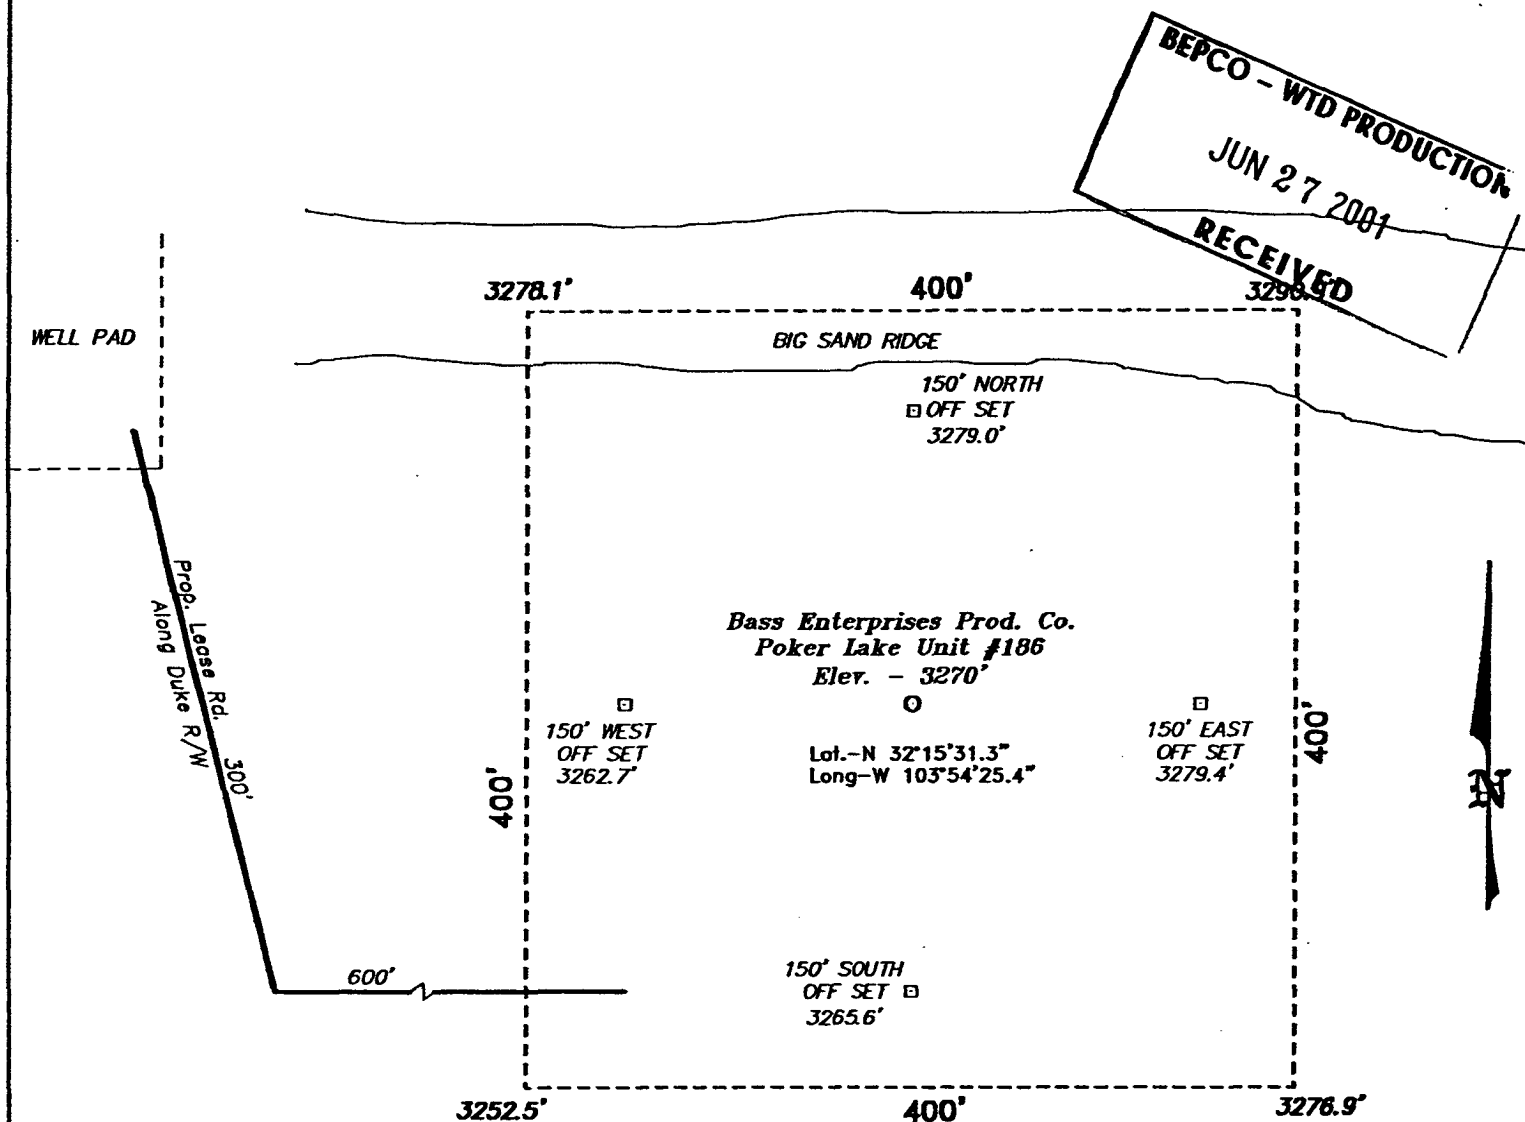 BEPCO - WTD PRODUCTION
JUN 27 2001
RECEIVED
3278.1'
400'
WELL PAD
BIG SAND RIDGE
150' NORTH
OFF SET
3279.0'
Prop. Lease Rd. 300'
Along Duke R/W
Bass Enterprises Prod. Co.
Poker Lake Unit #186
Elev. - 3270'
150' WEST
OFF SET
3262.7'
Lat.-N 32°15'31.3"
Long-W 103°54'25.4"
150' EAST
OFF SET
3279.4'
400'
400'
600'
150' SOUTH
OFF SET
3265.6'
3252.5'
400'
3276.9'